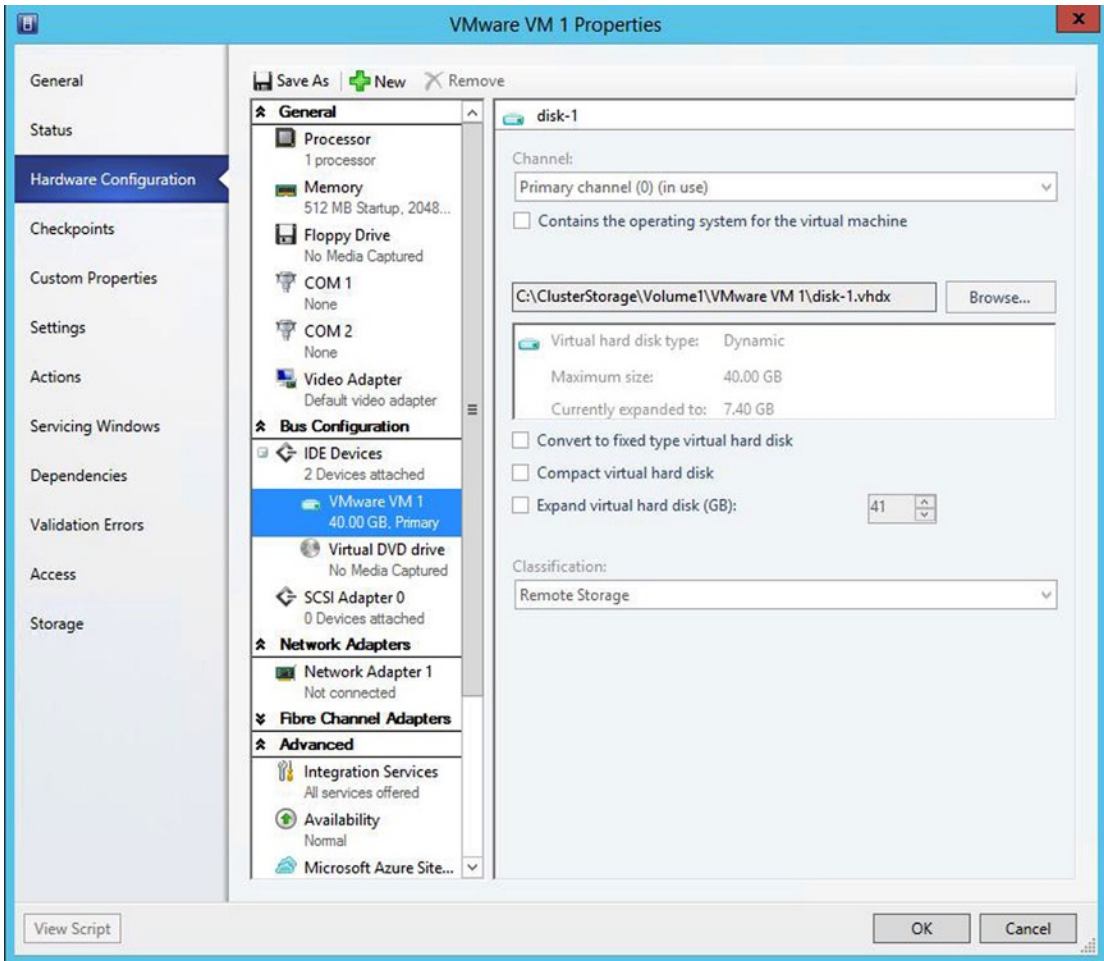 VMware VM 1 Properties
x
General
Status
Hardware Configuration
Checkpoints
Custom Properties
Settings
Actions
Servicing Windows
Dependencies
Validation Errors
Access
Storage
Save As New Remove
General
Processor
1 processor
Memory
512 MB Startup, 2048...
Floppy Drive
No Media Captured
COM 1
None
COM 2
None
Video Adapter
Default video adapter
Bus Configuration
IDE Devices
2 Devices attached
VMware VM 1
40.00 GB, Primary
Virtual DVD drive
No Media Captured
SCSI Adapter 0
0 Devices attached
Network Adapters
Network Adapter 1
Not connected
Fibre Channel Adapters
Advanced
Integration Services
All services offered
Availability
Normal
Microsoft Azure Site...
disk-1
Channel:
Primary channel (0) (in use)
Contains the operating system for the virtual machine
C:\ClusterStorage\Volume1\VMware VM 1\disk-1.vhdx Browse...
Virtual hard disk type: Dynamic
Maximum size: 40.00 GB
Currently expanded to: 7.40 GB
Convert to fixed type virtual hard disk
Compact virtual hard disk
Expand virtual hard disk (GB): 41
Classification:
Remote Storage
View Script OK Cancel